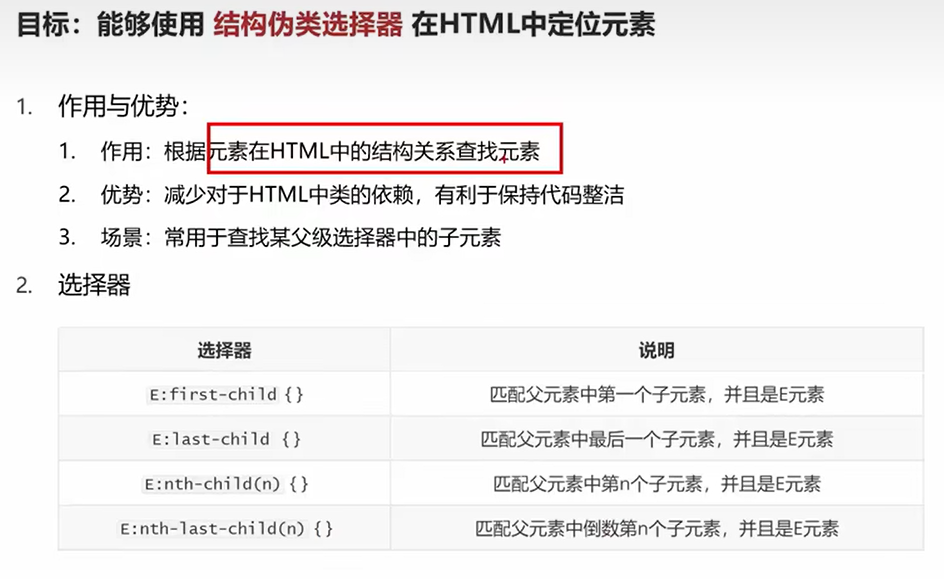 目标：能够使用 结构伪类选择器 在HTML中定位元素
1. 作用与优势：
1. 作用：根据元素在HTML中的结构关系查找元素
2. 优势：减少对于HTML中类的依赖，有利于保持代码整洁
3. 场景：常用于查找某父级选择器中的子元素
2. 选择器
选择器 说明
E:first-child {} 匹配父元素中第一个子元素，并且是E元素
E:last-child {} 匹配父元素中最后一个子元素，并且是E元素
E:nth-child(n) {} 匹配父元素中第n个子元素，并且是E元素
E:nth-last-child(n) {} 匹配父元素中倒数第n个子元素，并且是E元素